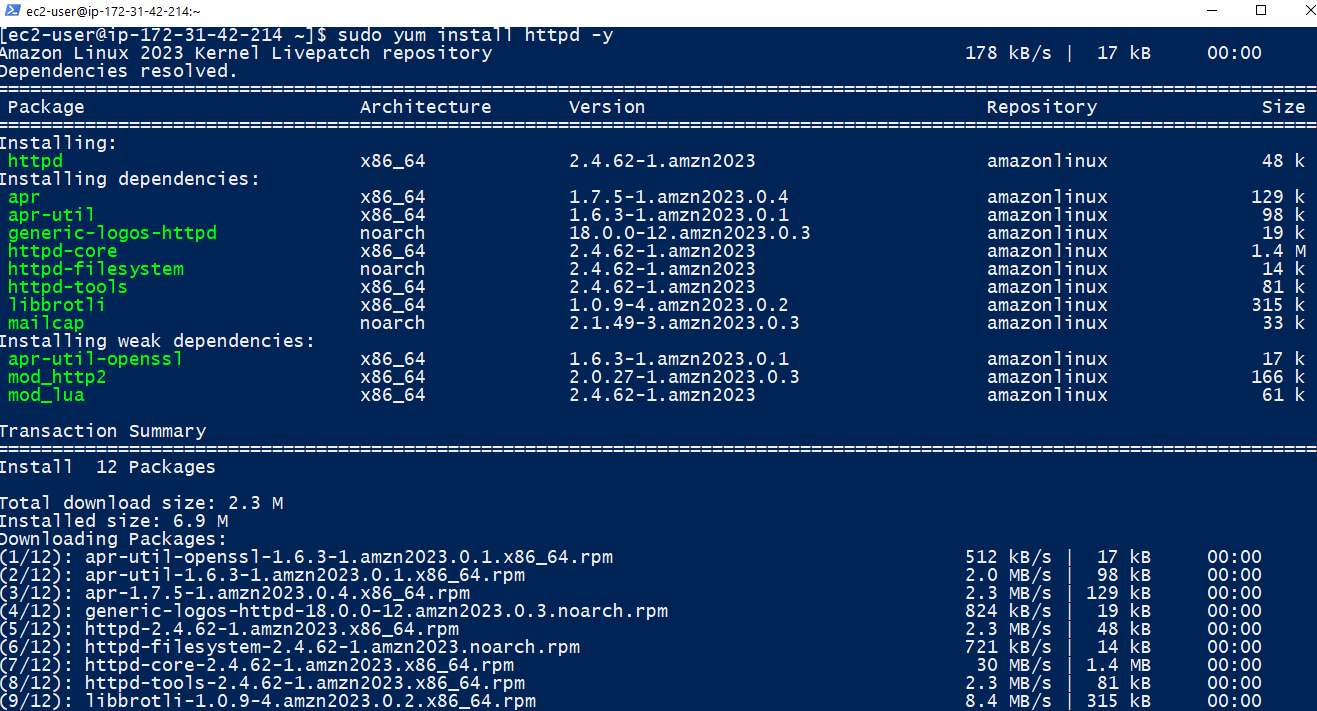 ec2-user@ip-172-31-42-214:~
[ec2-user@ip-172-31-42-214 ~]$ sudo yum install httpd -y
Amazon Linux 2023 Kernel Livepatch repository 178 kB/s | 17 kB 00:00
Dependencies resolved.
================================================================================
Package Architecture Version Repository Size
================================================================================
Installing:
httpd x86_64 2.4.62-1.amzn2023 amazonlinux 48 k
Installing dependencies:
apr x86_64 1.7.5-1.amzn2023.0.4 amazonlinux 129 k
apr-util x86_64 1.6.3-1.amzn2023.0.1 amazonlinux 98 k
generic-logos-httpd noarch 18.0.0-12.amzn2023.0.3 amazonlinux 19 k
httpd-core x86_64 2.4.62-1.amzn2023 amazonlinux 1.4 M
httpd-filesystem noarch 2.4.62-1.amzn2023 amazonlinux 14 k
httpd-tools x86_64 2.4.62-1.amzn2023 amazonlinux 81 k
libbrotli x86_64 1.0.9-4.amzn2023.0.2 amazonlinux 315 k
mailcap noarch 2.1.49-3.amzn2023.0.3 amazonlinux 33 k
Installing weak dependencies:
apr-util-openssl x86_64 1.6.3-1.amzn2023.0.1 amazonlinux 17 k
mod_http2 x86_64 2.0.27-1.amzn2023.0.3 amazonlinux 166 k
mod_lua x86_64 2.4.62-1.amzn2023 amazonlinux 61 k
Transaction Summary
================================================================================
Install 12 Packages
Total download size: 2.3 M
Installed size: 6.9 M
Downloading Packages:
(1/12): apr-util-openssl-1.6.3-1.amzn2023.0.1.x86_64.rpm 512 kB/s | 17 kB 00:00
(2/12): apr-util-1.6.3-1.amzn2023.0.1.x86_64.rpm 2.0 MB/s | 98 kB 00:00
(3/12): apr-1.7.5-1.amzn2023.0.4.x86_64.rpm 2.3 MB/s | 129 kB 00:00
(4/12): generic-logos-httpd-18.0.0-12.amzn2023.0.3.noarch.rpm 824 kB/s | 19 kB 00:00
(5/12): httpd-2.4.62-1.amzn2023.x86_64.rpm 2.3 MB/s | 48 kB 00:00
(6/12): httpd-filesystem-2.4.62-1.amzn2023.noarch.rpm 721 kB/s | 14 kB 00:00
(7/12): httpd-core-2.4.62-1.amzn2023.x86_64.rpm 30 MB/s | 1.4 MB 00:00
(8/12): httpd-tools-2.4.62-1.amzn2023.x86_64.rpm 2.3 MB/s | 81 kB 00:00
(9/12): libbrotli-1.0.9-4.amzn2023.0.2.x86_64.rpm 8.4 MB/s | 315 kB 00:00